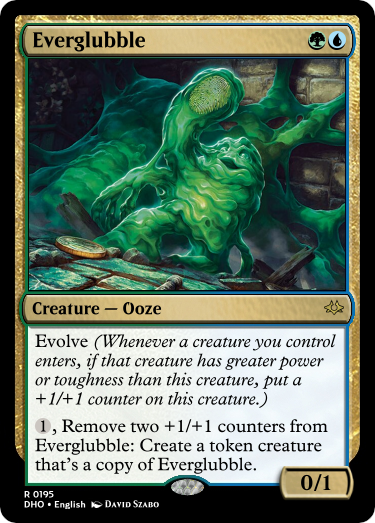 Everglubble
Creature — Ooze
Evolve (Whenever a creature you control
enters, if that creature has greater power
or toughness than this creature, put a
+1/+1 counter on this creature.)
1, Remove two +1/+1 counters from
Everglubble: Create a token creature
that's a copy of Everglubble.
0/1
R 0195
DHO • English DAVID SZABO